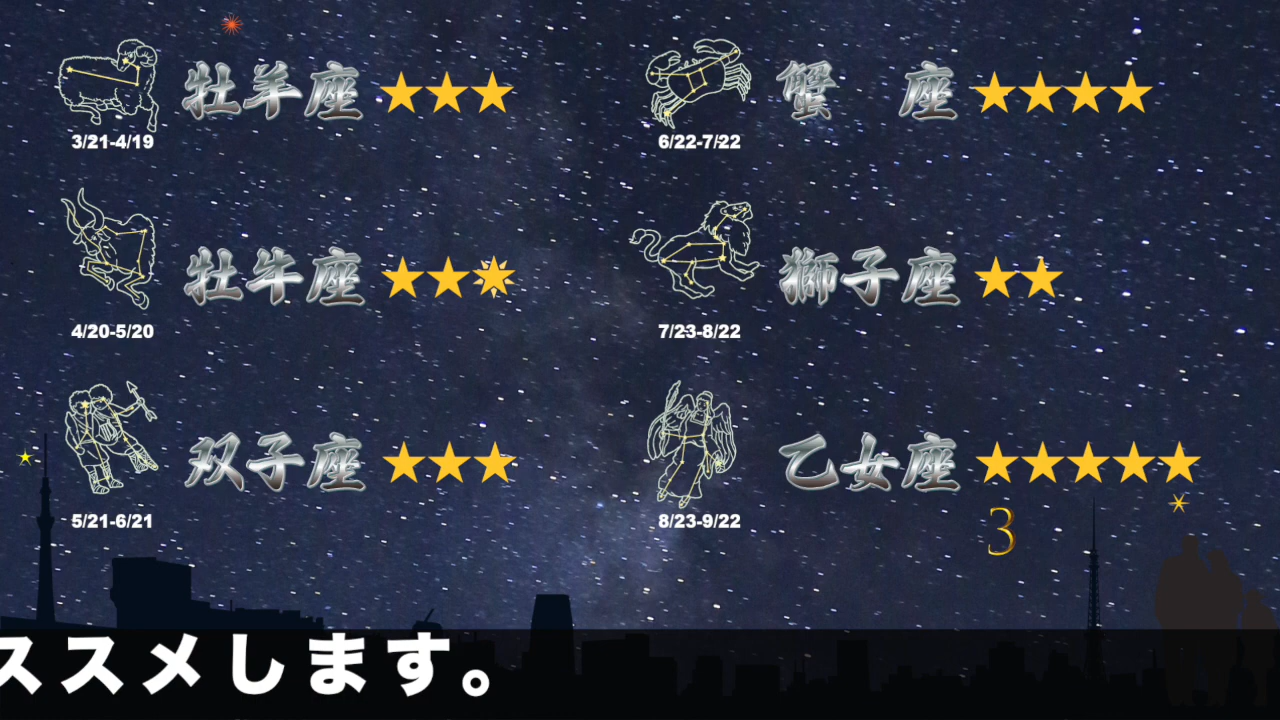 牡羊座 ★★★
3/21-4/19
牡牛座 ★★★
4/20-5/20
双子座 ★★★
5/21-6/21
蟹　座 ★★★★
6/22-7/22
獅子座 ★★
7/23-8/22
乙女座 ★★★★★
8/23-9/22
3
ススメします。